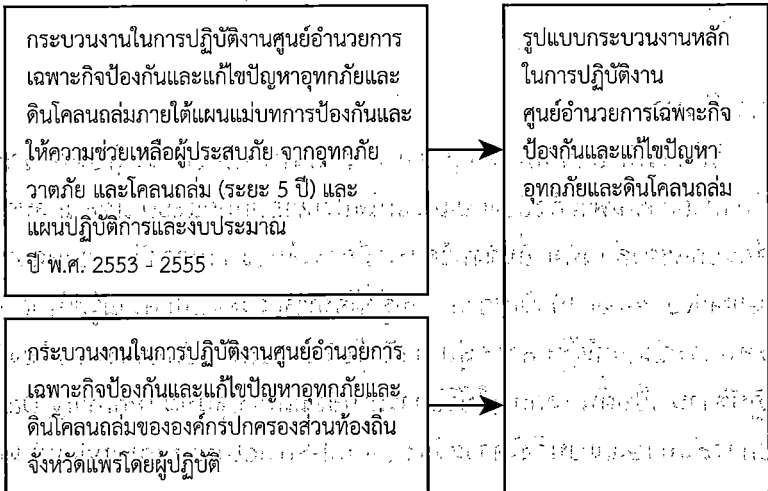 กระบวนงานในการปฏิบัติงานศูนย์อำนวยการ
เฉพาะกิจป้องกันและแก้ไขปัญหาอุทกภัยและ
ดินโคลนถล่มภายใต้แผนแม่บทการป้องกันและ
ให้ความช่วยเหลือผู้ประสบภัย จากอุทกภัย
วาตภัย และโคลนถล่ม (ระยะ 5 ปี) และ
แผนปฏิบัติการและงบประมาณ
ปี พ.ศ. 2553 - 2555
กระบวนงานในการปฏิบัติงานศูนย์อำนวยการ
เฉพาะกิจป้องกันและแก้ไขปัญหาอุทกภัยและ
ดินโคลนถล่มขององค์กรปกครองส่วนท้องถิ่น
จังหวัดแพร่โดยผู้ปฏิบัติ
รูปแบบกระบวนงานหลัก
ในการปฏิบัติงาน
ศูนย์อำนวยการเฉพาะกิจ
ป้องกันและแก้ไขปัญหา
อุทกภัยและดินโคลนถล่ม